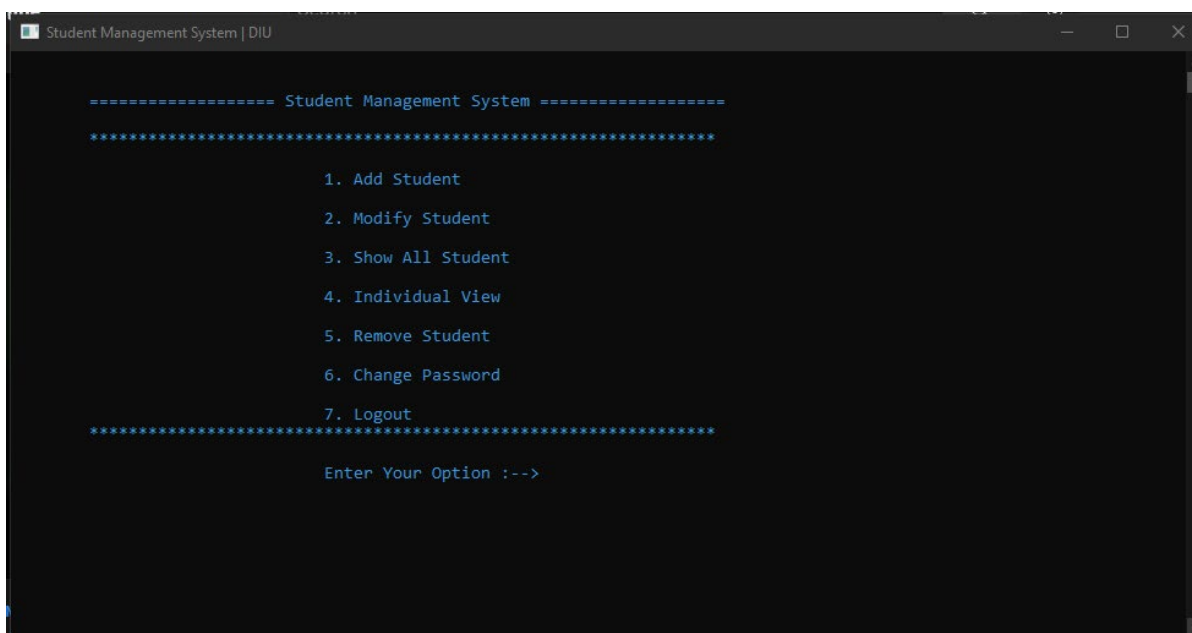 Student Management System | DIU
=================== Student Management System ===================
****************************************************************
1. Add Student
2. Modify Student
3. Show All Student
4. Individual View
5. Remove Student
6. Change Password
7. Logout
****************************************************************
Enter Your Option :-->